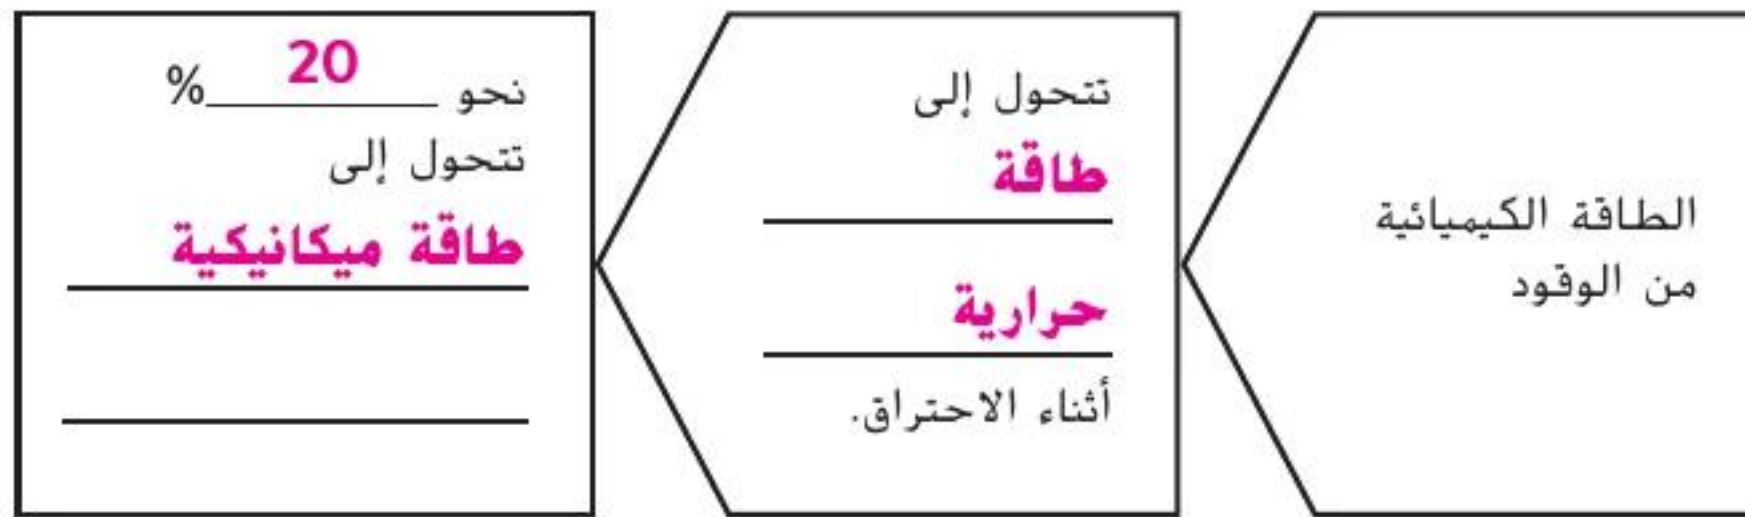 الطاقة الكيميائية
من الوقود
تتحول إلى
طاقة
حرارية
أثناء الاحتراق.
نحو 20 %
تتحول إلى
طاقة ميكانيكية